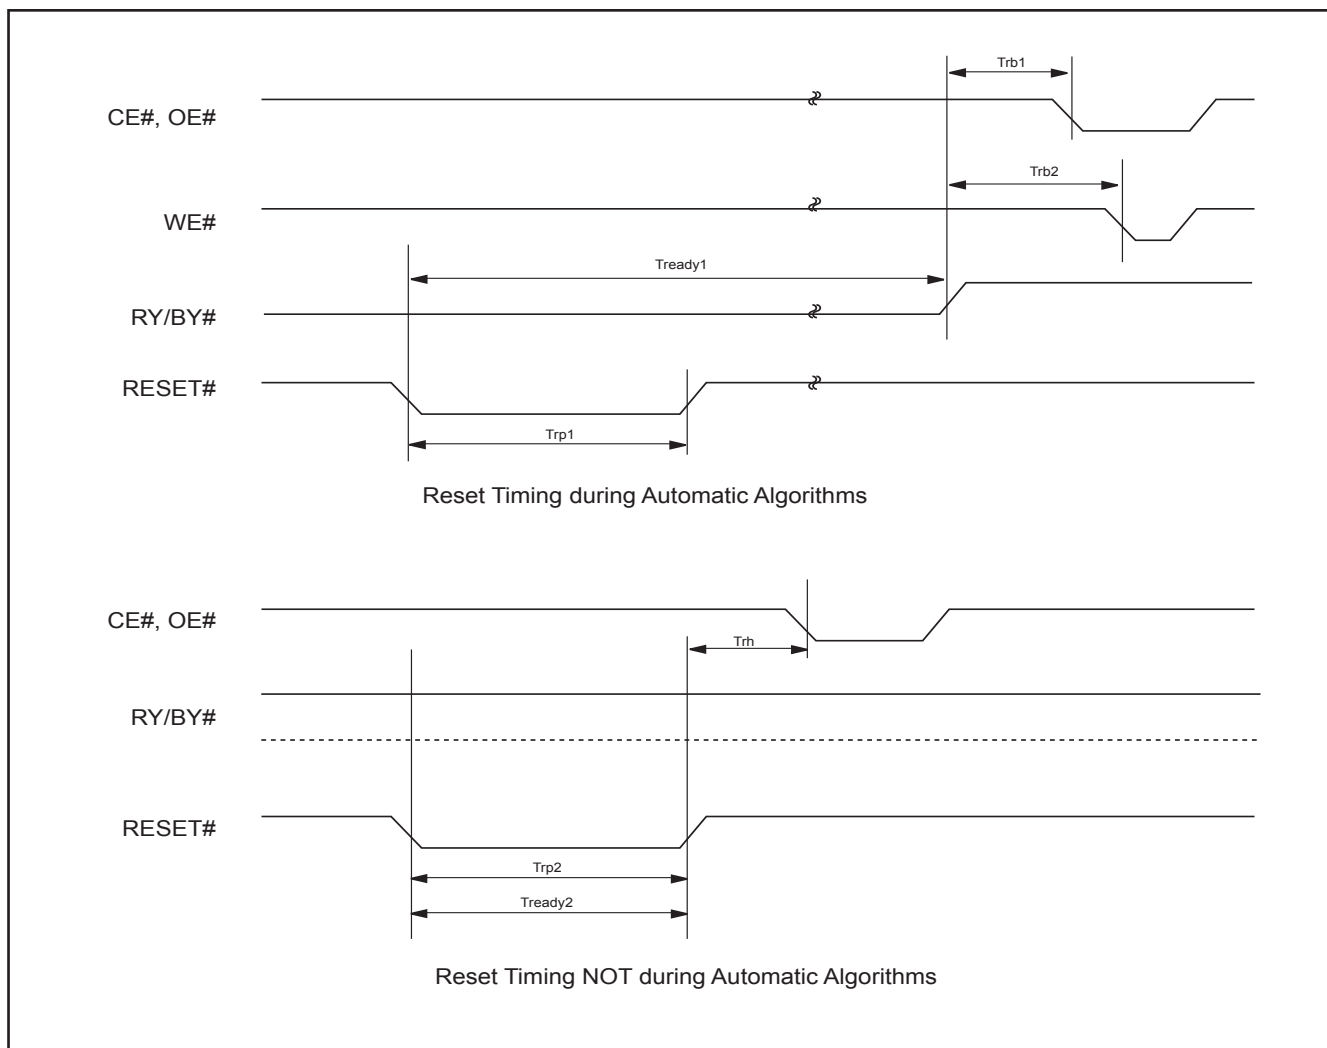 Trb1
CE#, OE#
Trb2
WE#
Tready1
RY/BY#
RESET#
Trp1
Reset Timing during Automatic Algorithms
CE#, OE#
Trh
RY/BY#
RESET#
Trp2
Tready2
Reset Timing NOT during Automatic Algorithms